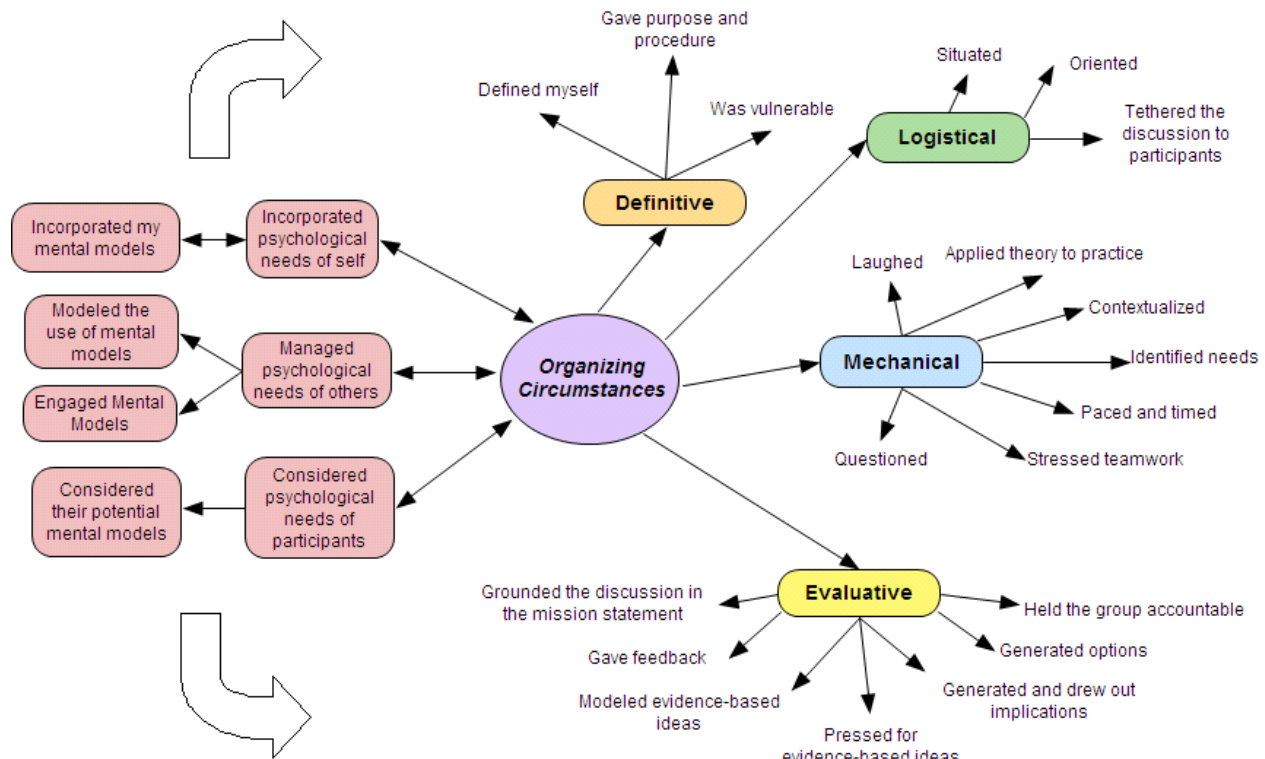 Gave purpose and
procedure
Defined myself
Was vulnerable
Definitive
Situated
Oriented
Tethered the
discussion to
participants
Logistical
Incorporated my
mental models
Incorporated
psychological
needs of self
Modeled the
use of mental
models
Engaged Mental
Models
Managed
psychological
needs of others
Considered
their potential
mental models
Considered
psychological
needs of
participants
Organizing
Circumstances
Laughed
Applied theory to practice
Contextualized
Identified needs
Paced and timed
Stressed teamwork
Questioned
Mechanical
Evaluative
Grounded the discussion in
the mission statement
Gave feedback
Modeled evidence-based
ideas
Pressed for
evidence-based ideas
Generated and drew out
implications
Generated options
Held the group accountable